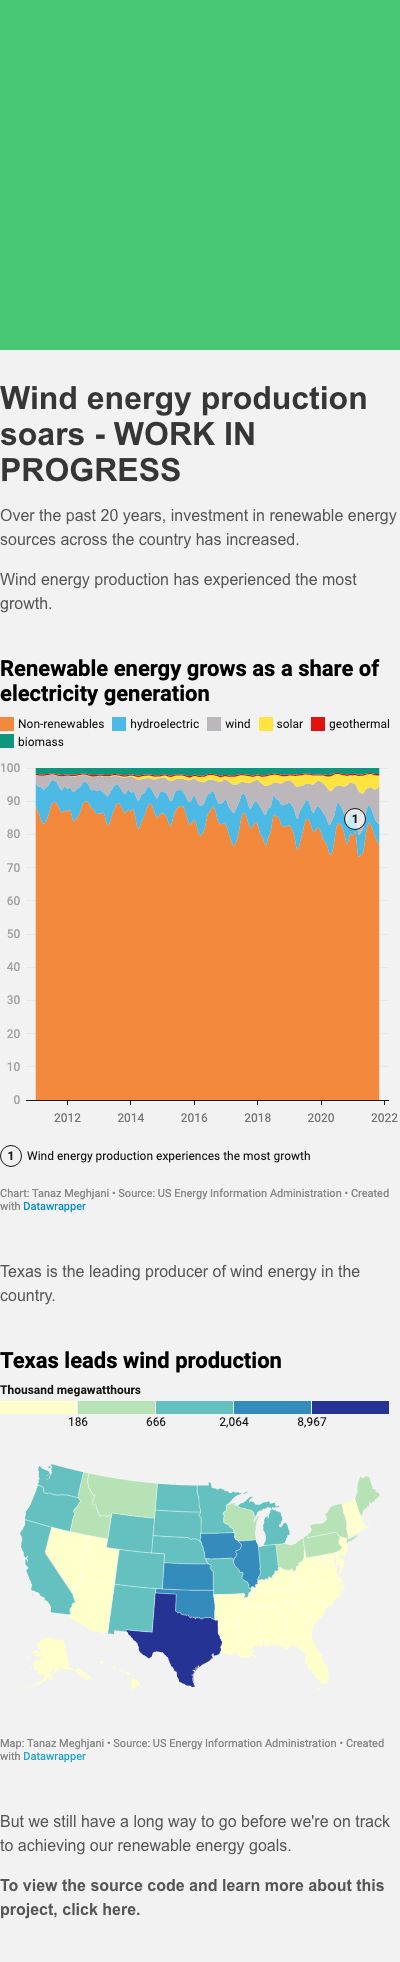 Wind energy production
soars - WORK IN
PROGRESS
Over the past 20 years, investment in renewable energy
sources across the country has increased.
Wind energy production has experienced the most
growth.
Renewable energy grows as a share of
electricity generation
Non-renewables hydroelectric wind solar geothermal
biomass
100
90
1
80
70
60
50
40
30
20
10
0
2012 2014 2016 2018 2020 2022
1 Wind energy production experiences the most growth
Chart: Tanaz Meghjani • Source: US Energy Information Administration • Created
with Datawrapper
Texas is the leading producer of wind energy in the
country.
Texas leads wind production
Thousand megawatthours
186 666 2,064 8,967
Map: Tanaz Meghjani • Source: US Energy Information Administration • Created
with Datawrapper
But we still have a long way to go before we're on track
to achieving our renewable energy goals.
To view the source code and learn more about this
project, click here.